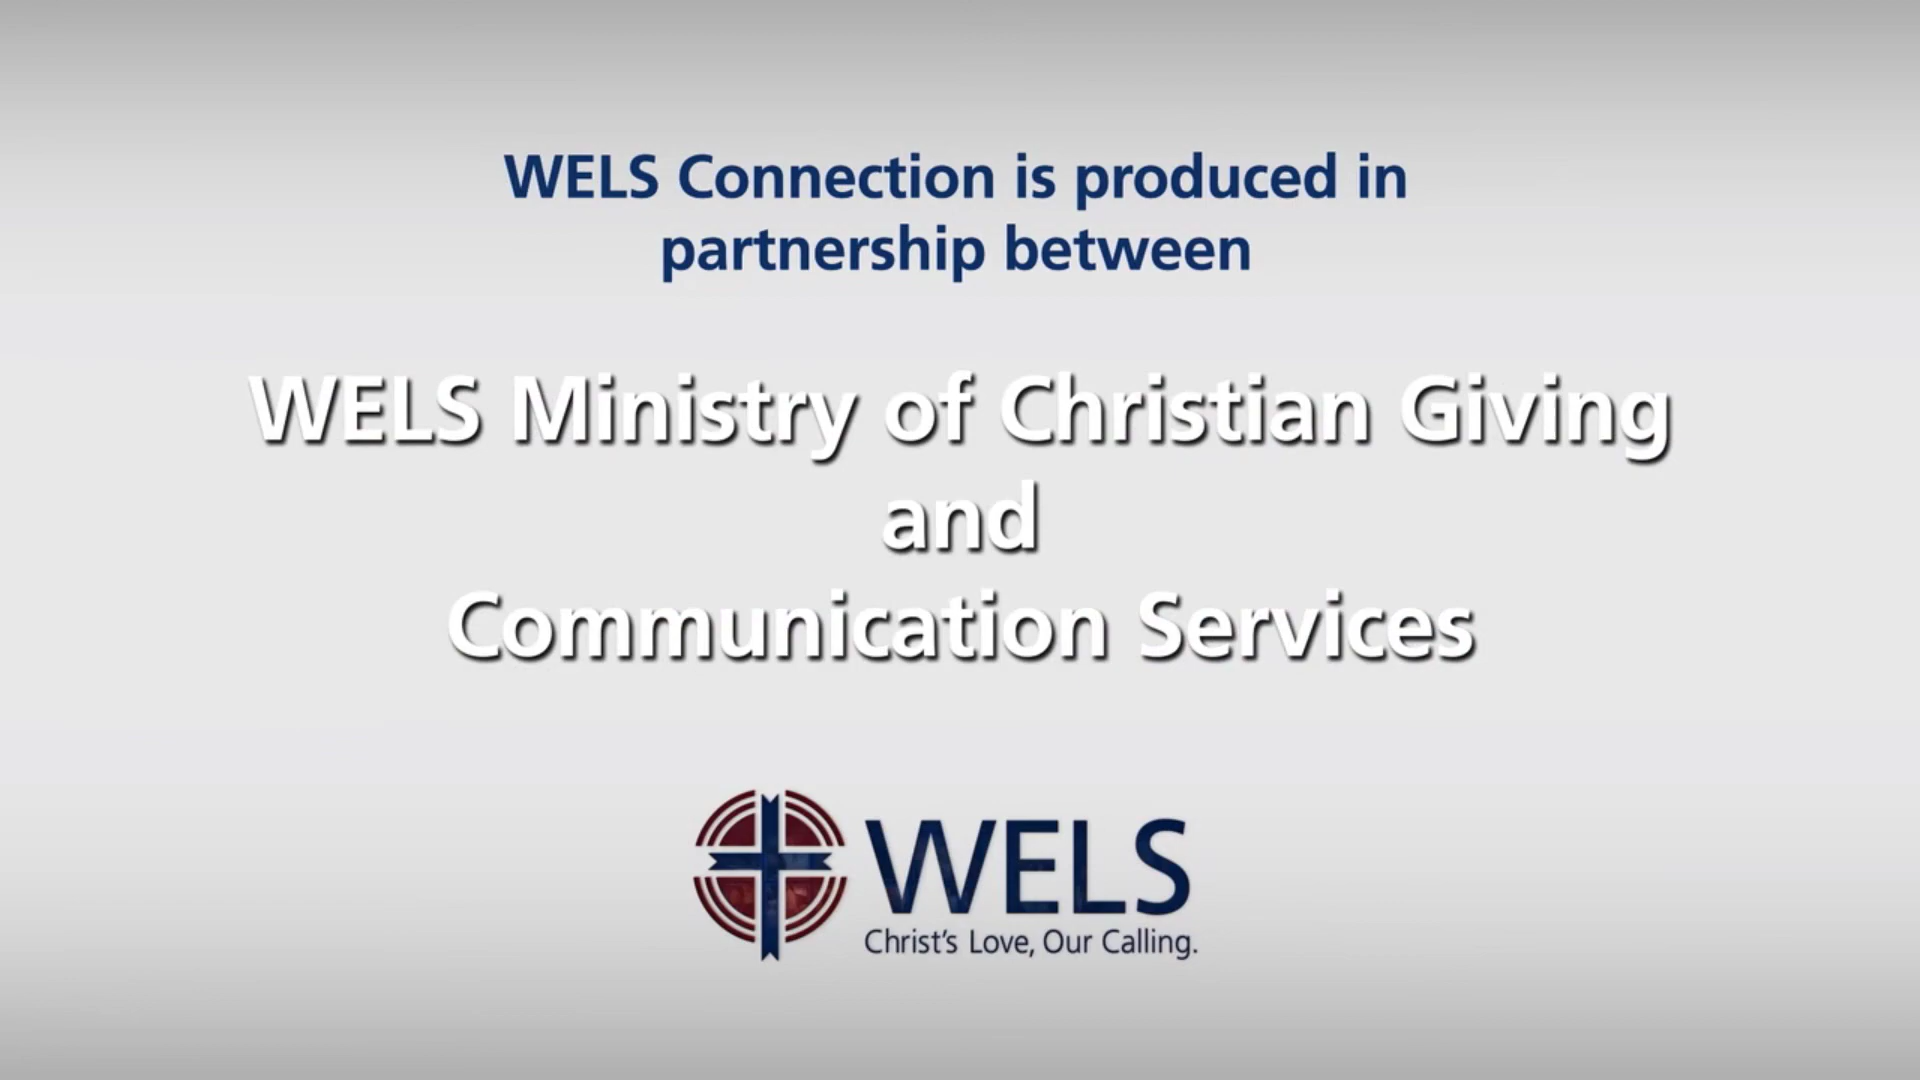 WELS Connection is produced in
partnership between
WELS Ministry of Christian Giving
and
Communication Services
WELS
Christ's Love, Our Calling.